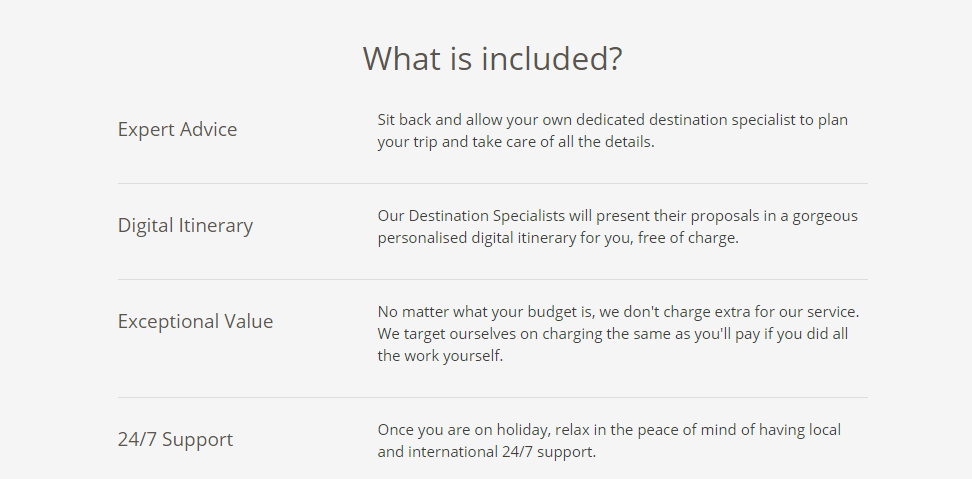 What is included?
Expert Advice
Sit back and allow your own dedicated destination specialist to plan
your trip and take care of all the details.
Digital Itinerary
Our Destination Specialists will present their proposals in a gorgeous
personalised digital itinerary for you, free of charge.
Exceptional Value
No matter what your budget is, we don't charge extra for our service.
We target ourselves on charging the same as you'll pay if you did all
the work yourself.
24/7 Support
Once you are on holiday, relax in the peace of mind of having local
and international 24/7 support.